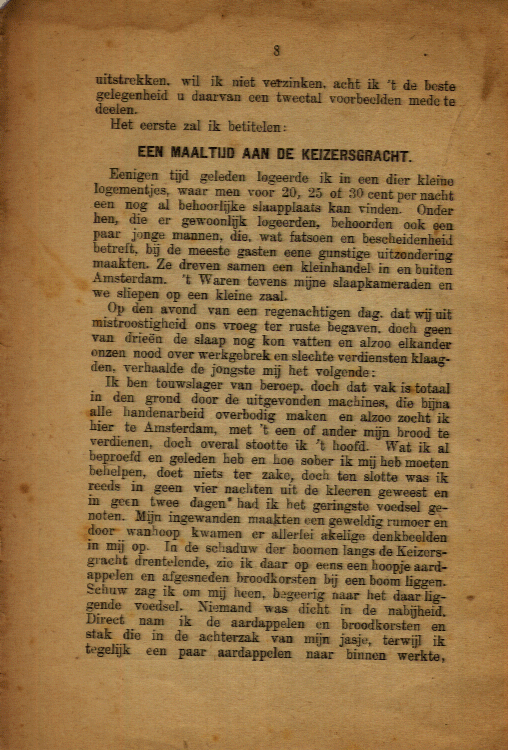 8
uitstrekken, wil ik niet verzinken, acht ik 't de beste
gelegenheid u daarvan een tweetal voorbeelden mede te
deelen.
Het eerste zal ik betitelen:
EEN MAALTIJD AAN DE KEIZERSGRACHT.
Eenigen tijd geleden logeerde ik in een dier kleine
logementjes, waar men voor 20, 25 of 30 cent per nacht
een nog al behoorlijke slaapplaats kan vinden. Onder
hen, die er gewoonlijk logeerden, behoorden ook een
paar jonge mannen, die, wat fatsoen en bescheidenheid
betreft, bij de meeste gasten eene gunstige uitzondering
maakten. Ze dreven samen een kleinhandel in en buiten
Amsterdam. 't Waren tevens mijne slaapkameraden en
we sliepen op een kleine zaal.
Op den avond van een regenachtigen dag, dat wij uit
mistroostigheid ons vroeg ter ruste begaven, doch geen
van drieën de slaap nog kon vatten en alzoo elkander
onzen nood over werkgebrek en slechte verdiensten klaag-
den, verhaalde de jongste mij het volgende:
Ik ben touwslager van beroep, doch dat vak is totaal
in den grond door de uitgevonden machines, die bijna
alle handenarbeid overbodig maken en alzoo zocht ik
hier te Amsterdam, met 't een of ander mijn brood te
verdienen, doch overal stootte ik 't hoofd. Wat ik al
beproefd en geleden heb en hoe sober ik mij heb moeten
behelpen, doet niets ter zake, doch ten slotte was ik
reeds in geen vier nachten uit de kleeren geweest en
in geen twee dagen had ik het geringste voedsel ge-
noten. Mijn ingewanden maakten een geweldig rumoer en
door wanhoop kwamen er allerlei akelige denkbeelden
in mij op. In de schaduw der boomen langs de Keizers-
gracht drentelende, zie ik daar op eens een hoopje aard-
appelen en afgesneden broodkorsten bij een boom liggen.
Schuw zag ik om mij heen, begeerig naar het daar lig-
gende voedsel. Niemand was dicht in de nabijheid.
Direct nam ik de aardappelen en broodkorsten en
stak die in de achterzak van mijn jasje, terwijl ik
tegelijk een paar aardappelen naar binnen werkte,